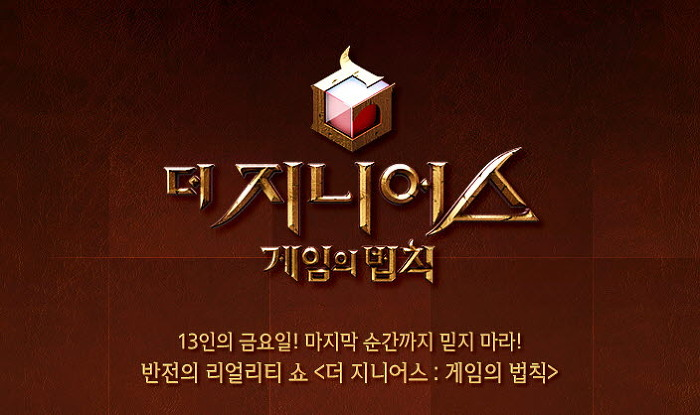 더 지니어스
게임의 법칙
13인의 금요일! 마지막 순간까지 믿지 마라!
반전의 리얼리티 쇼 <더 지니어스 : 게임의 법칙>